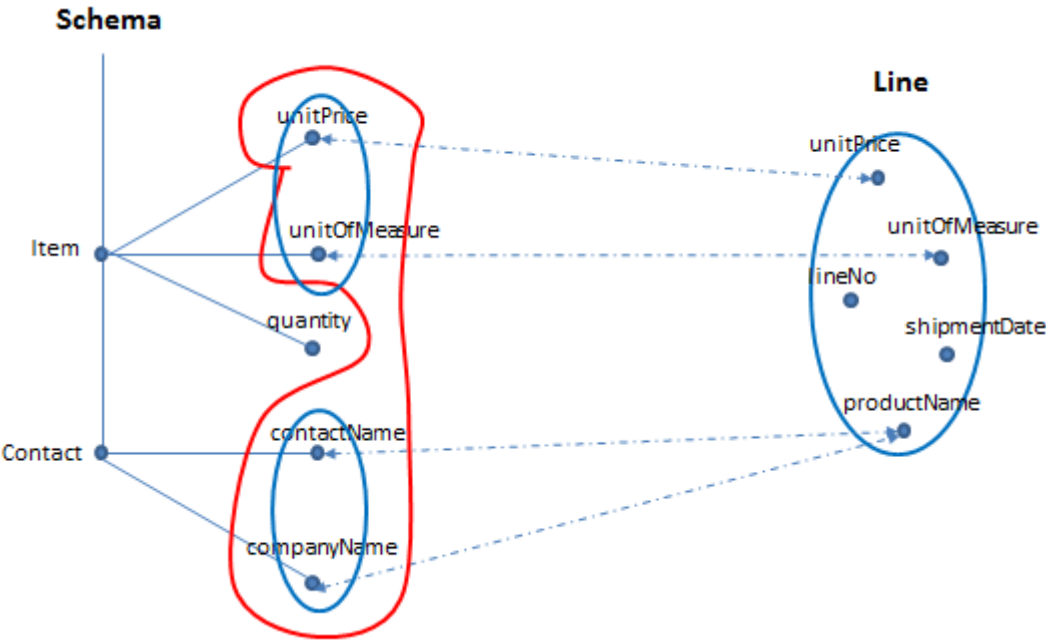 Schema
Line
unitPrice
unitPrice
unitOfMeasure
unitOfMeasure
Item
lineNo
quantity
shipmentDate
productName
contactName
Contact
companyName